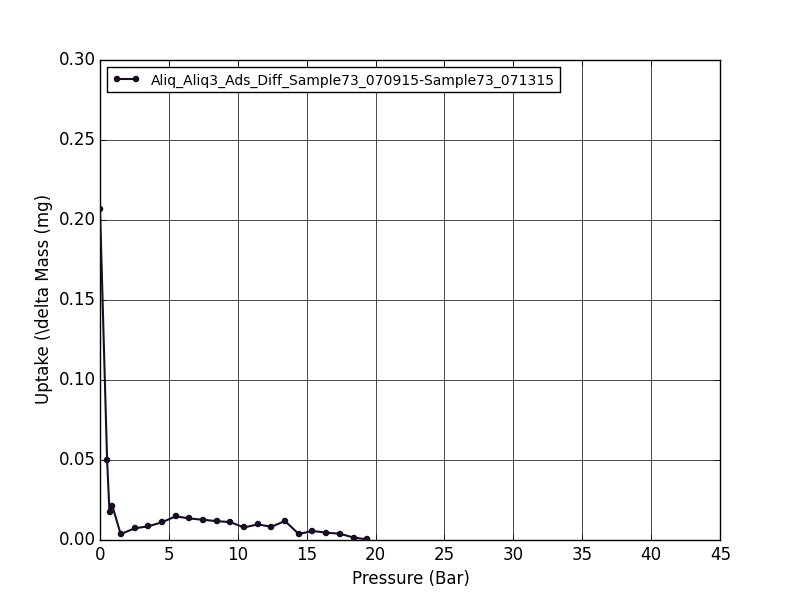 Aliq_Aliq3_Ads_Diff_Sample73_070915-Sample73_071315
0.30
0.25
0.20
0.15
0.10
0.05
0.00
Uptake (\delta Mass (mg)
0 5 10 15 20 25 30 35 40 45
Pressure (Bar)